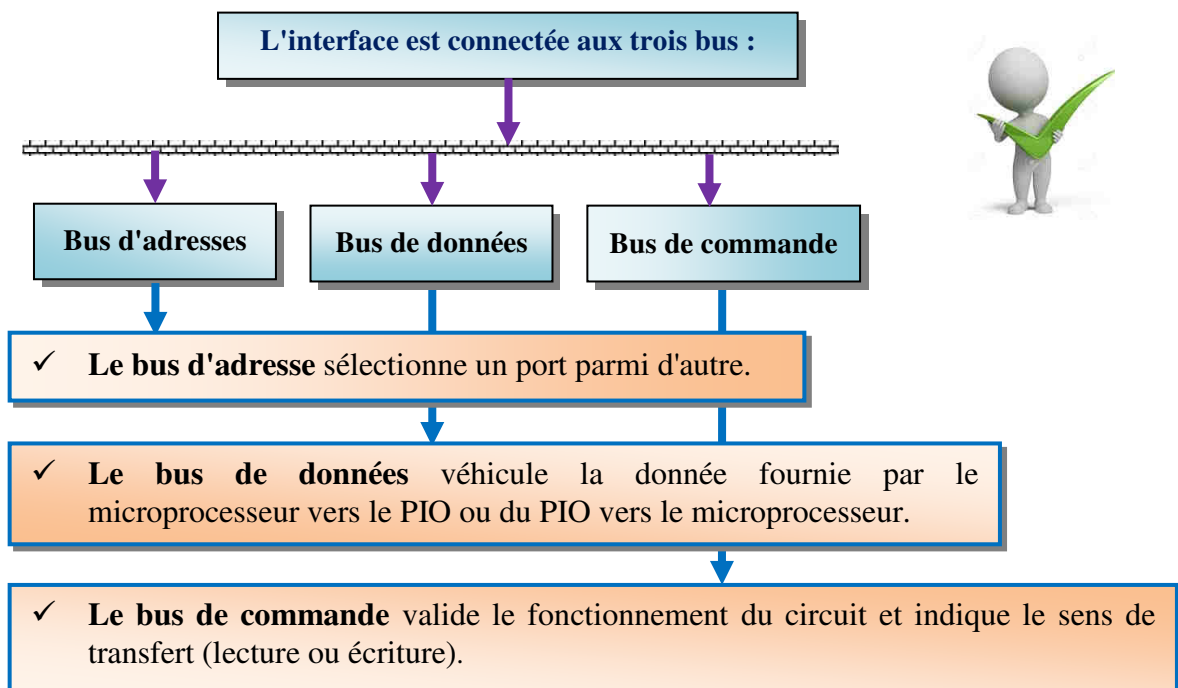 L'interface est connectée aux trois bus :
Bus d'adresses
Bus de données
Bus de commande
✓ Le bus d'adresse sélectionne un port parmi d'autre.
✓ Le bus de données véhicule la donnée fournie par le
microprocesseur vers le PIO ou du PIO vers le microprocesseur.
✓ Le bus de commande valide le fonctionnement du circuit et indique le sens de
transfert (lecture ou écriture).